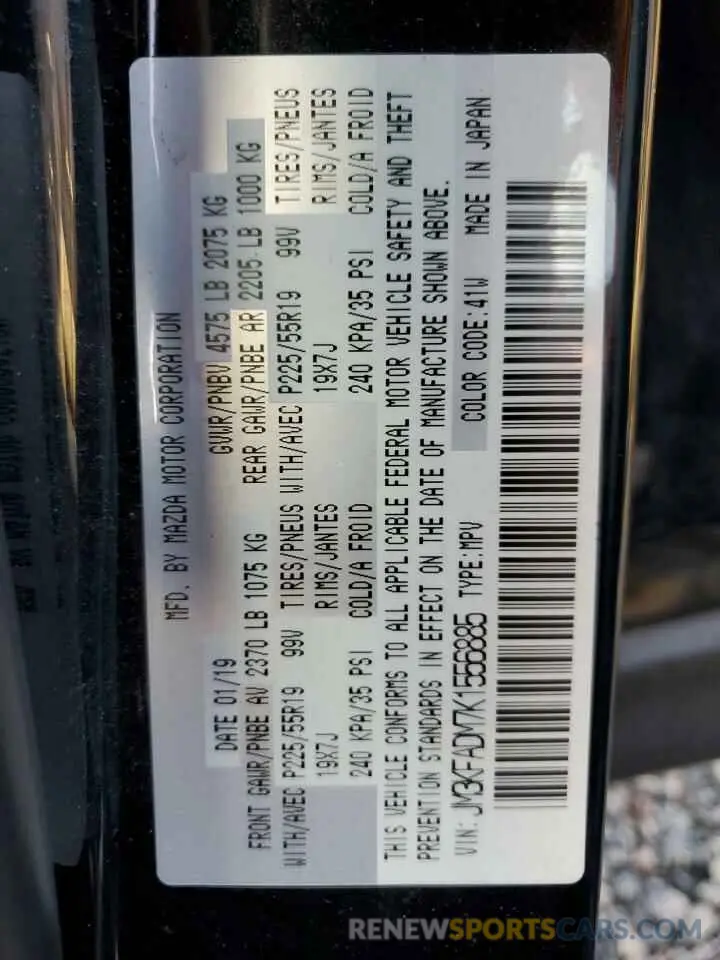 MFD. BY MAZDA MOTOR CORPORATION
DATE 01/19 GVWR/PNBV 4575 LB 2075 KG
FRONT GAWR/PNBE AV 2370 LB 1075 KG REAR GAWR/PNBE AR 2205 LB 1000 KG
WITH/AVEC P225/55R19 99V TIRES/PNEUS WITH/AVEC P225/55R19 99V TIRES/PNEUS
19X7J RIMS/JANTES 19X7J RIMS/JANTES
240 KPA/35 PSI COLD/A FROID 240 KPA/35 PSI COLD/A FROID
THIS VEHICLE CONFORMS TO ALL APPLICABLE FEDERAL MOTOR VEHICLE SAFETY AND THEFT
PREVENTION STANDARDS IN EFFECT ON THE DATE OF MANUFACTURE SHOWN ABOVE.
VIN: JM3KFADM7K1556885 TYPE:MPV COLOR CODE:41W MADE IN JAPAN
RENEWSPORTSCARS.COM